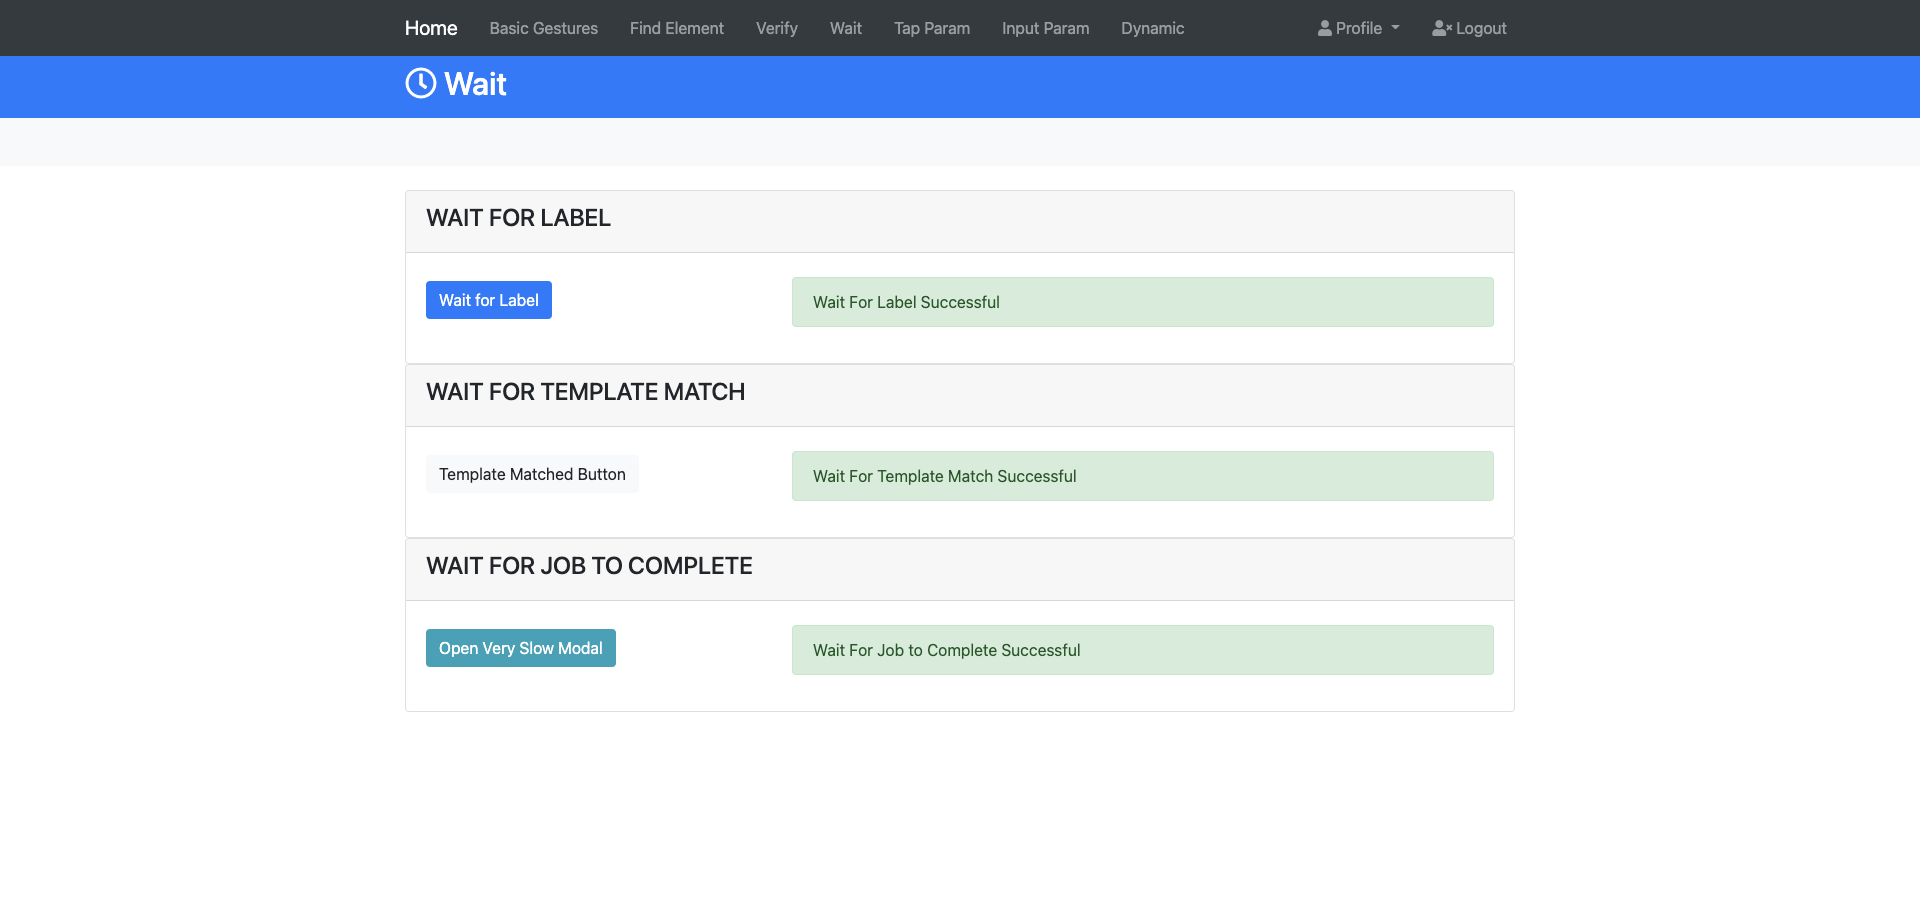 Home Basic Gestures Find Element Verify Wait Tap Param Input Param Dynamic Profile Logout
Wait
WAIT FOR LABEL
Wait for Label Wait For Label Successful
WAIT FOR TEMPLATE MATCH
Template Matched Button Wait For Template Match Successful
WAIT FOR JOB TO COMPLETE
Open Very Slow Modal Wait For Job to Complete Successful